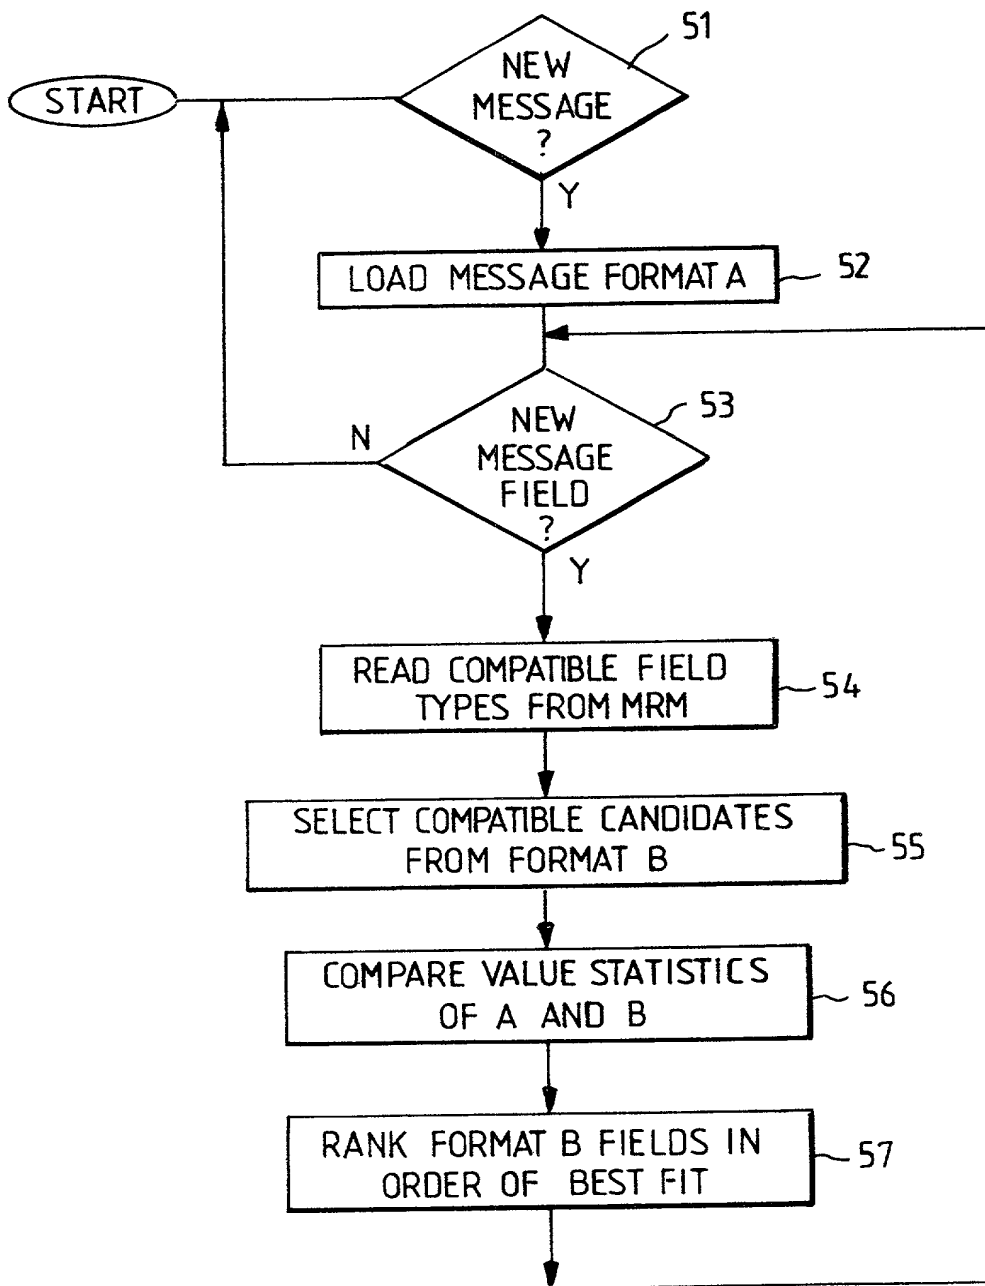 START
NEW
MESSAGE
?
51
Y
LOAD MESSAGE FORMAT A
52
NEW
MESSAGE
FIELD
?
53
N
Y
READ COMPATIBLE FIELD
TYPES FROM MRM
54
SELECT COMPATIBLE CANDIDATES
FROM FORMAT B
55
COMPARE VALUE STATISTICS
OF A AND B
56
RANK FORMAT B FIELDS IN
ORDER OF BEST FIT
57